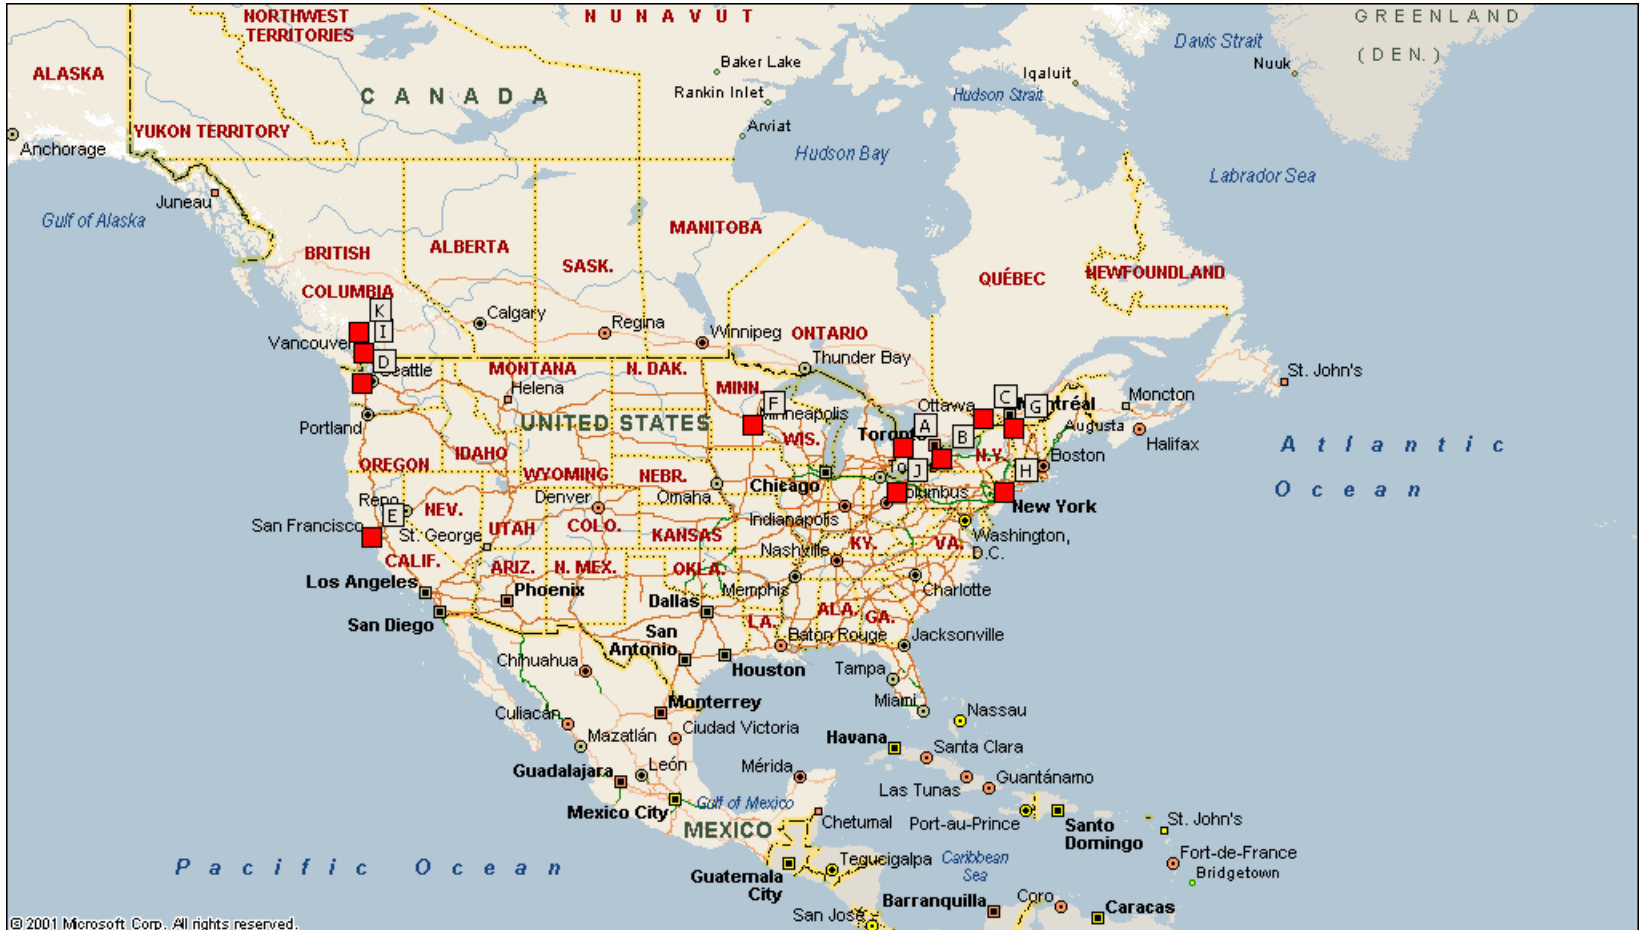 NORTHWEST
TERRITORIES
N U N A V U T
GREENLAND
(DEN.)
Davis Strait
Nuuk
ALASKA
Baker Lake
Iqaluit
Hudson Strait
Rankin Inlet
C A N A D A
YUKON TERRITORY
Arviat
Anchorage
Hudson Bay
Labrador Sea
Juneau
Gulf of Alaska
MANITOBA
BRITISH
COLUMBIA
ALBERTA
SASK.
QUÉBEC
NEWFOUNDLAND
K
Calgary
Regina
Winnipeg
ONTARIO
I
Vancouver
D
Seattle
MONTANA
N. DAK.
Thunder Bay
St. John's
Helena
MINN.
F
Minneapolis
Ottawa
C
G
Montréal
Moncton
Portland
UNITED STATES
WIS.
Toronto
A
B
Augusta
Halifax
A t l a n t i c
O c e a n
OREGON
IDAHO
WYOMING
NEBR.
Chicago
J
N.Y.
H
Boston
Reno
E
NEV.
Denver
Omaha
Columbus
New York
San Francisco
St. George
UTAH
COLO.
KANSAS
Indianapolis
Washington,
D.C.
CALIF.
ARIZ.
N. MEX.
OKLA.
Nashville
KY.
VA.
Los Angeles
Phoenix
Dallas
Memphis
Charlotte
San Diego
San
Antonio
LA.
ALA.
GA.
Baton Rouge
Jacksonville
Chihuahua
Houston
Tampa
Monterrey
Miami
Nassau
Culiacán
Mazatlán
Ciudad Victoria
Havana
Santa Clara
Guadalajara
León
Mérida
Las Tunas
Guantánamo
Mexico City
Gulf of Mexico
MEXICO
Chetumal
Port-au-Prince
Santo
Domingo
St. John's
P a c i f i c O c e a n
Guatemala
City
Tegucigalpa
Caribbean
Sea
Fort-de-France
Bridgetown
San José
Barranquilla
Coro
Caracas
© 2001 Microsoft Corp. All rights reserved.